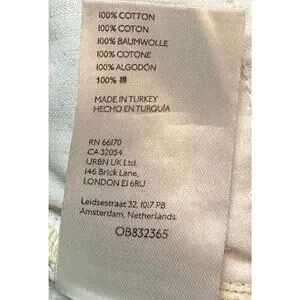 100% COTTON
100% COTON
100% BAUMWOLLE
100% COTONE
100% ALGODÓN
100% 棉
MADE IN TURKEY
HECHO EN TURQUÍA
RN 66170
CA 32054
URBN UK Ltd.
146 Brick Lane,
LONDON E1 6RU
Leidsestraat 32, 1017 PB
Amsterdam, Netherlands
OB832365